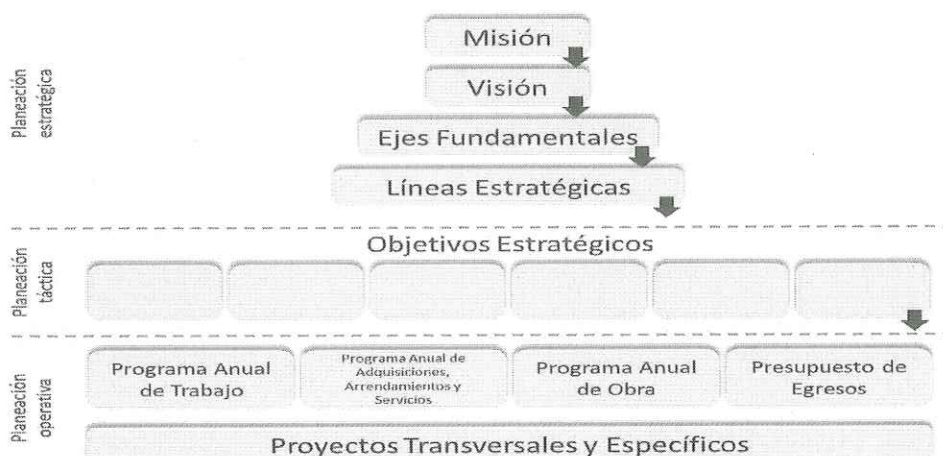 Planeación
estratégica
Misión
Visión
Ejes Fundamentales
Líneas Estratégicas
Planeación
táctica
Objetivos Estratégicos
Planeación
operativa
Programa Anual
de Trabajo
Programa Anual de
Adquisiciones,
Arrendamientos y
Servicios
Programa Anual
de Obra
Presupuesto de
Egresos
Proyectos Transversales y Específicos